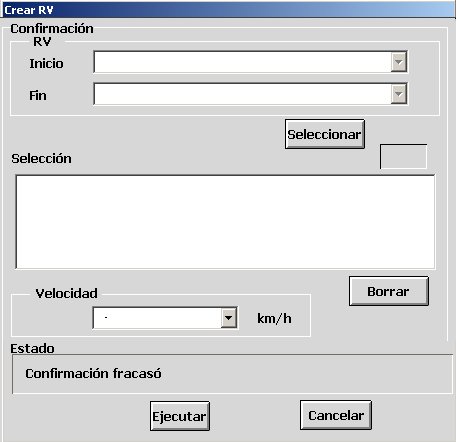 Crear RV
Confirmación
RV
Inicio
Fin
Seleccionar
Selección
Borrar
Velocidad
- km/h
Estado
Confirmación fracasó
Ejecutar Cancelar